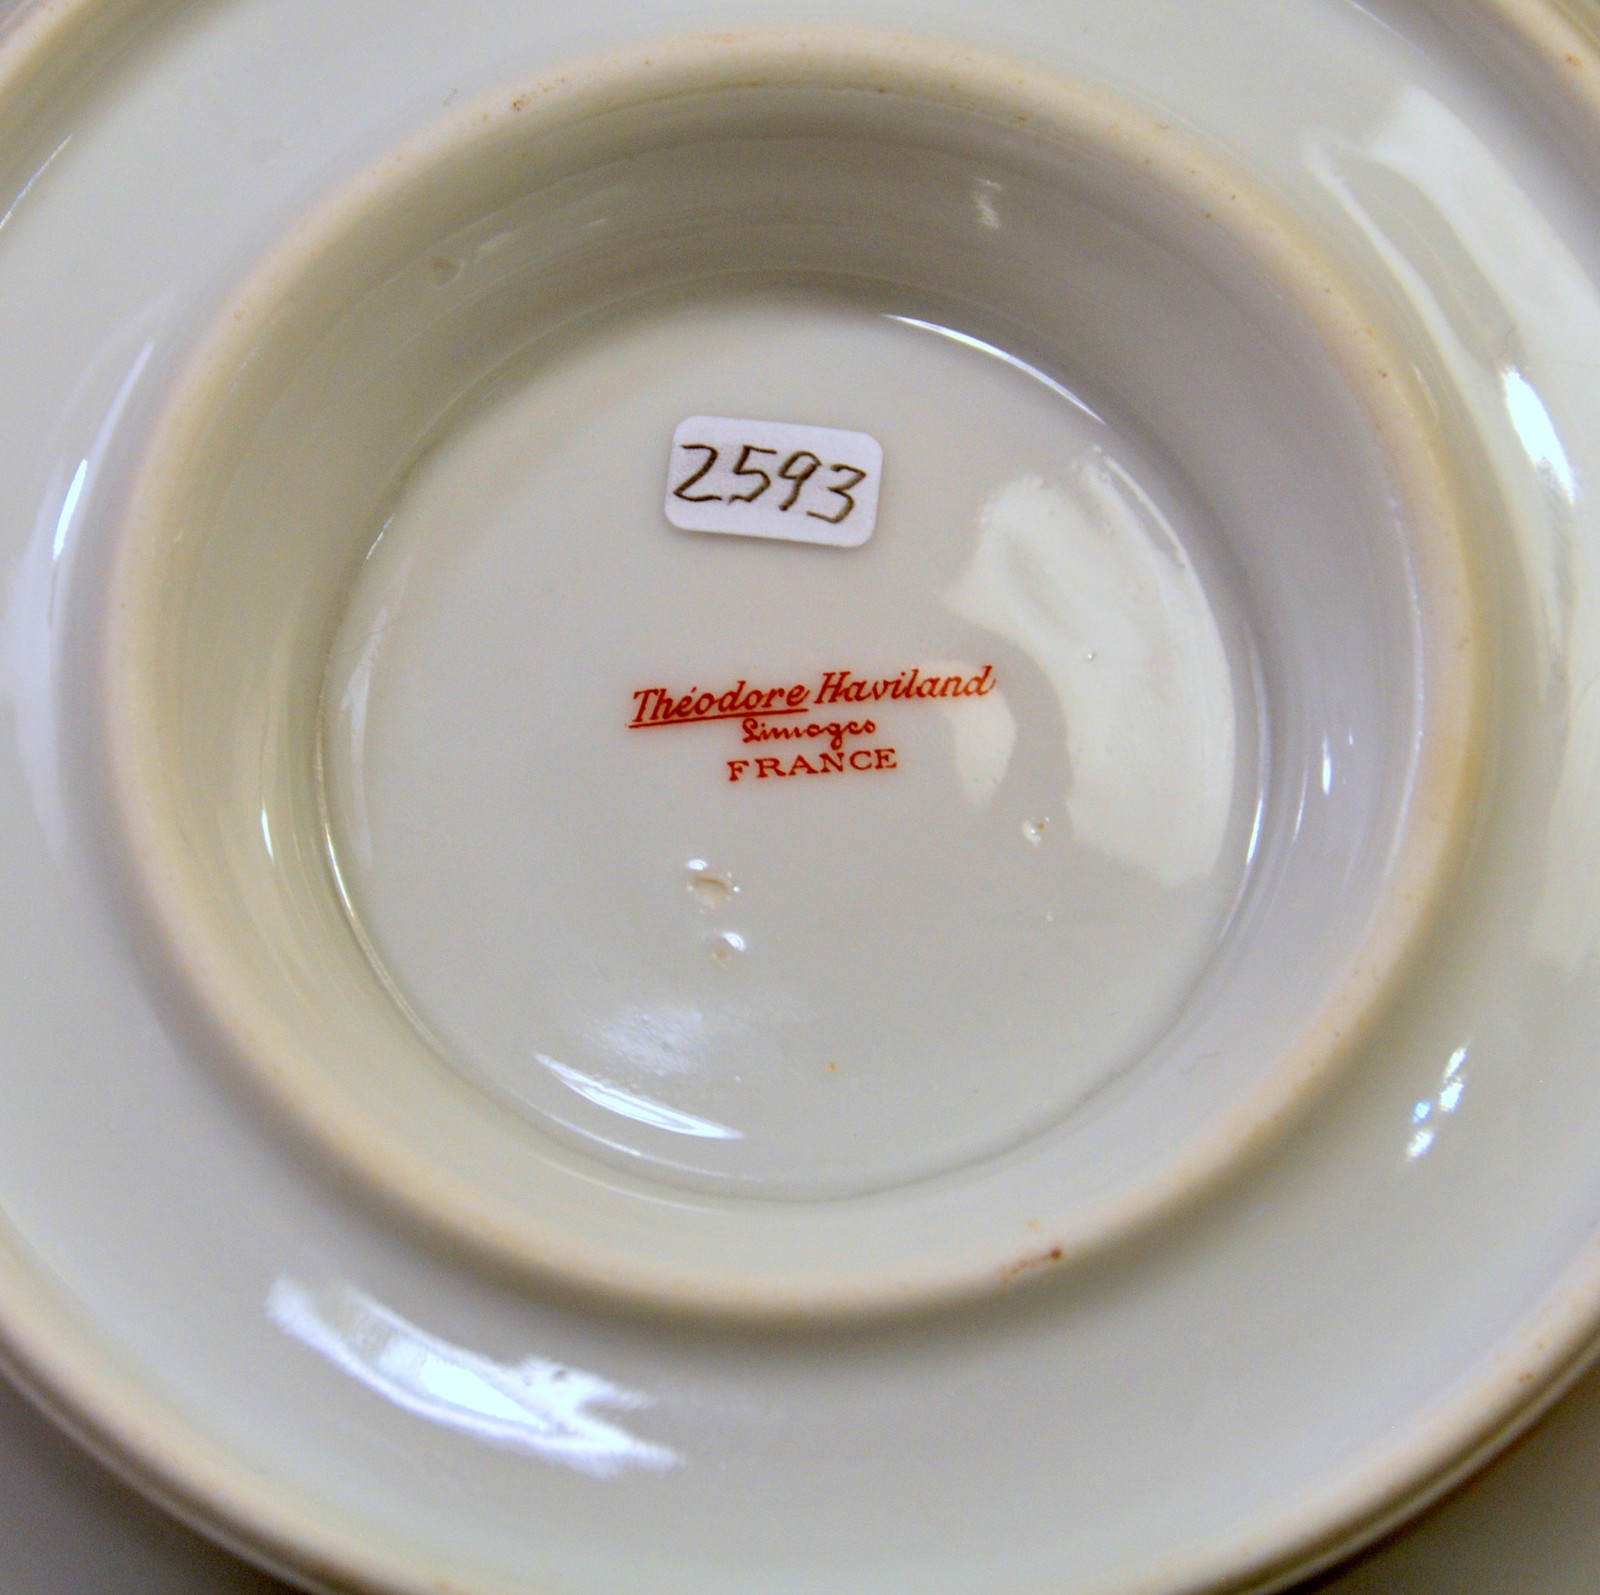 2593
Théodore Haviland
Limoges
FRANCE